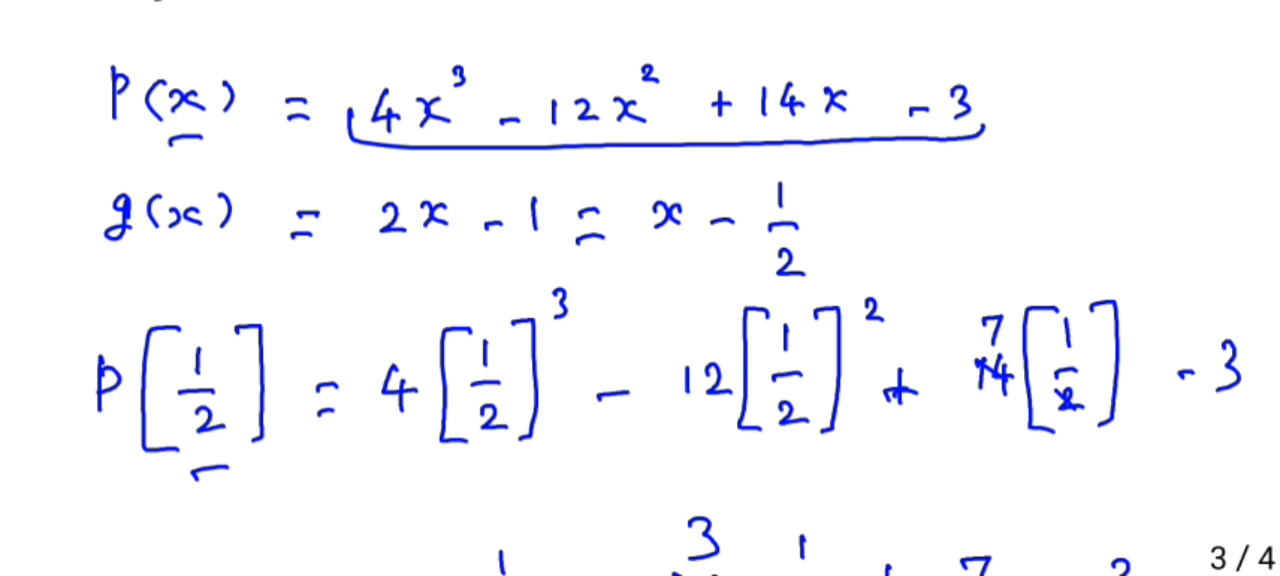 P(x) = 4x³ - 12x² + 14x - 3
g(x) = 2x - 1 = x - 1/2
P[1/2] = 4[1/2]³ - 12[1/2]² + 14 7[1/2] - 3
3 / 4